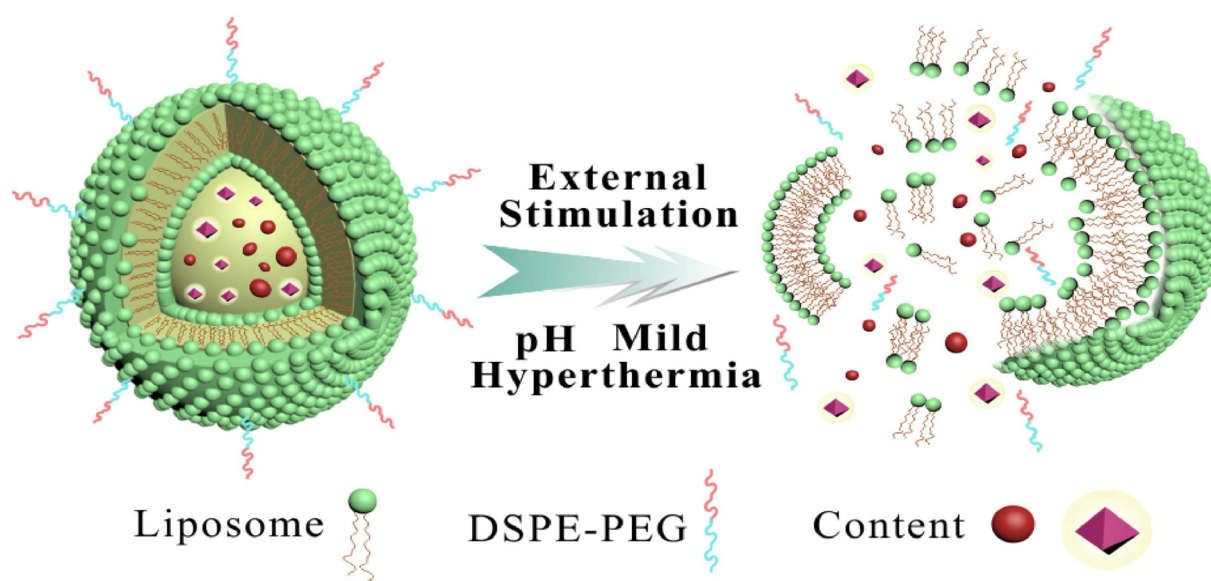 External
Stimulation
pH Mild
Hyperthermia
Liposome
DSPE-PEG
Content